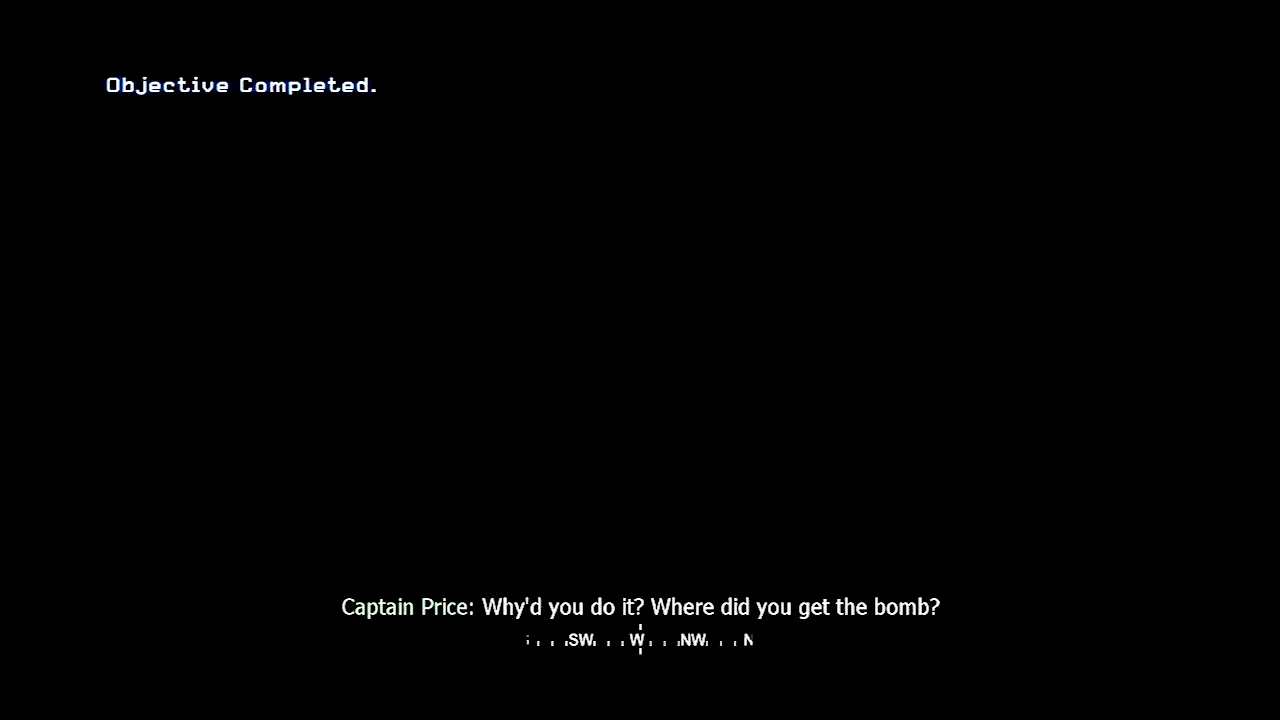 Objective Completed.
Captain Price: Why'd you do it? Where did you get the bomb?
SW W NW N